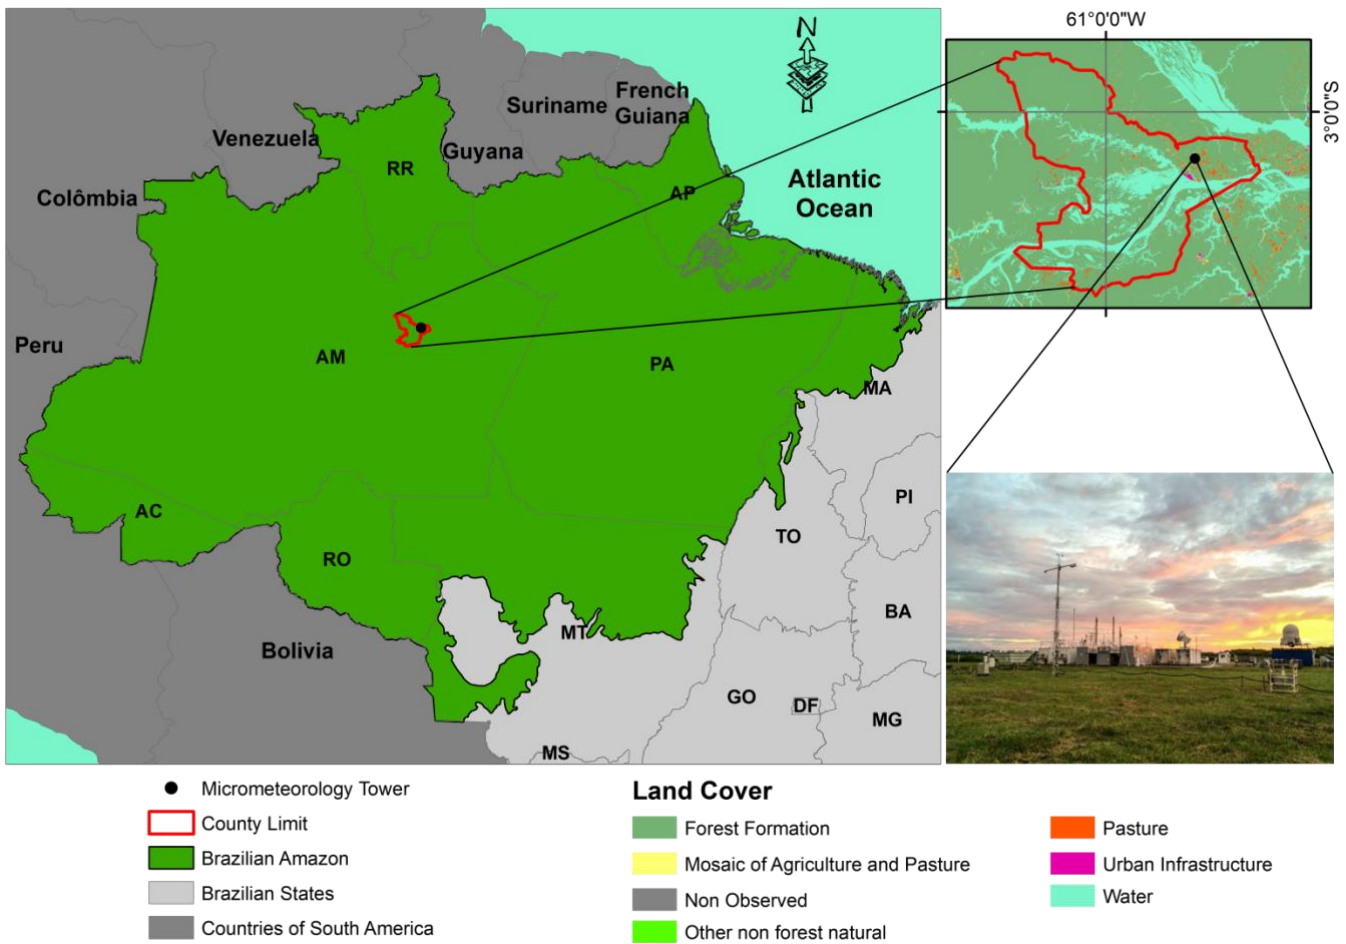 61°0'0"W
3°0'0"S
N
Suriname
French
Guiana
Venezuela
Guyana
RR
Colômbia
AP
Atlantic
Ocean
Peru
AM
PA
MA
AC
PI
TO
RO
BA
MT
Bolivia
GO
DF
MG
MS
Micrometeorology Tower
County Limit
Brazilian Amazon
Brazilian States
Countries of South America
Land Cover
Forest Formation
Mosaic of Agriculture and Pasture
Non Observed
Other non forest natural
Pasture
Urban Infrastructure
Water